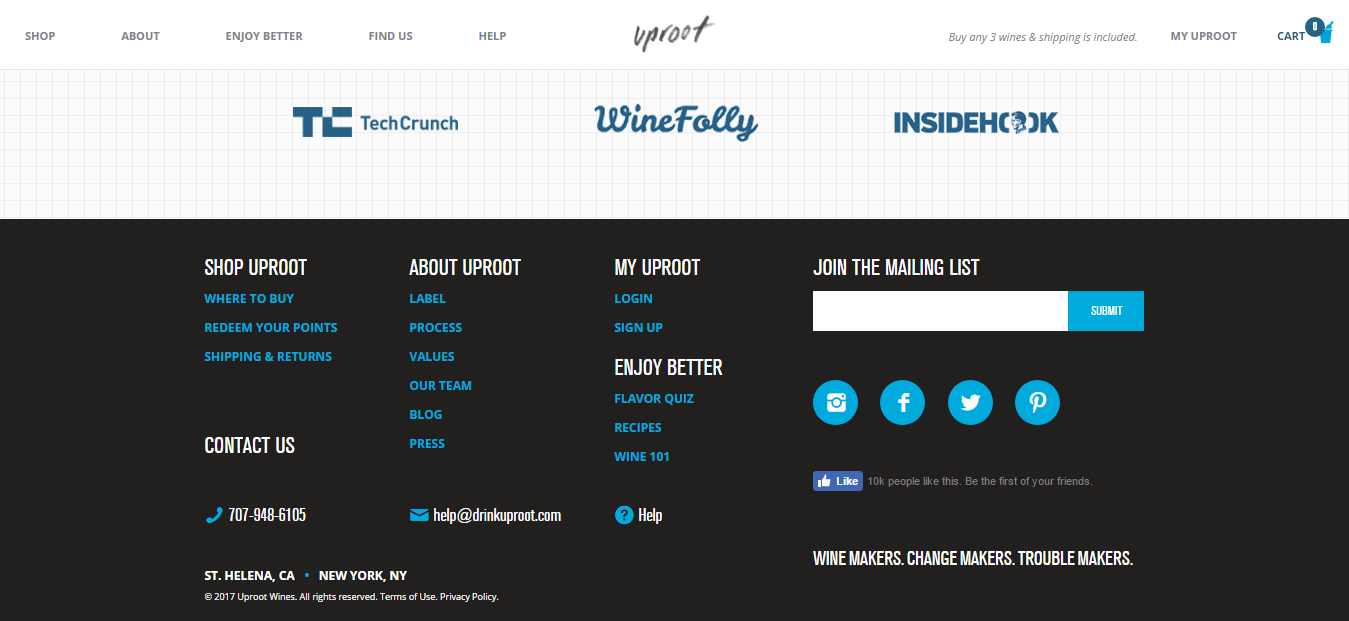 SHOP ABOUT ENJOY BETTER FIND US HELP uproot Buy any 3 wines & shipping is included. MY UPROOT CART 0
TC TechCrunch WineFolly INSIDEHOOK
SHOP UPROOT
WHERE TO BUY
REDEEM YOUR POINTS
SHIPPING & RETURNS
ABOUT UPROOT
LABEL
PROCESS
VALUES
OUR TEAM
BLOG
PRESS
MY UPROOT
LOGIN
SIGN UP
ENJOY BETTER
FLAVOR QUIZ
RECIPES
WINE 101
JOIN THE MAILING LIST
SUBMIT
Like 10k people like this. Be the first of your friends.
CONTACT US
707-948-6105 help@drinkuproot.com ? Help
WINE MAKERS. CHANGE MAKERS. TROUBLE MAKERS.
ST. HELENA, CA • NEW YORK, NY
© 2017 Uproot Wines. All rights reserved. Terms of Use. Privacy Policy.